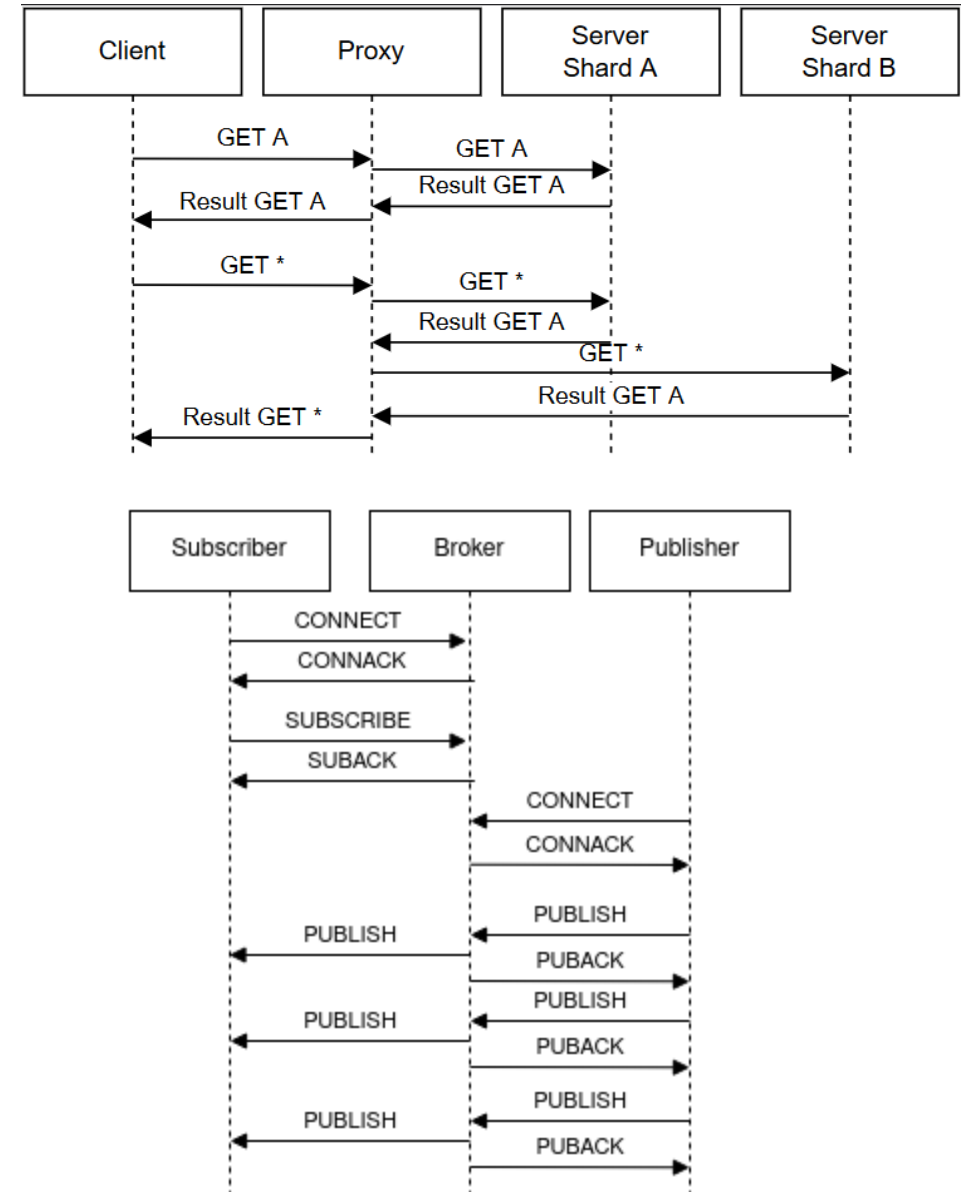 Client
Proxy
Server
Shard A
Server
Shard B
GET A
GET A
Result GET A
Result GET A
GET *
GET *
Result GET A
GET *
Result GET A
Result GET *
Subscriber
Broker
Publisher
CONNECT
CONNACK
SUBSCRIBE
SUBACK
CONNECT
CONNACK
PUBLISH
PUBLISH
PUBACK
PUBLISH
PUBLISH
PUBACK
PUBLISH
PUBLISH
PUBACK